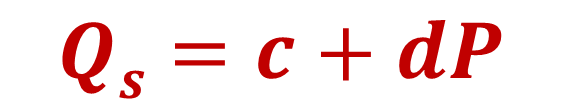 Qₛ = c + dP